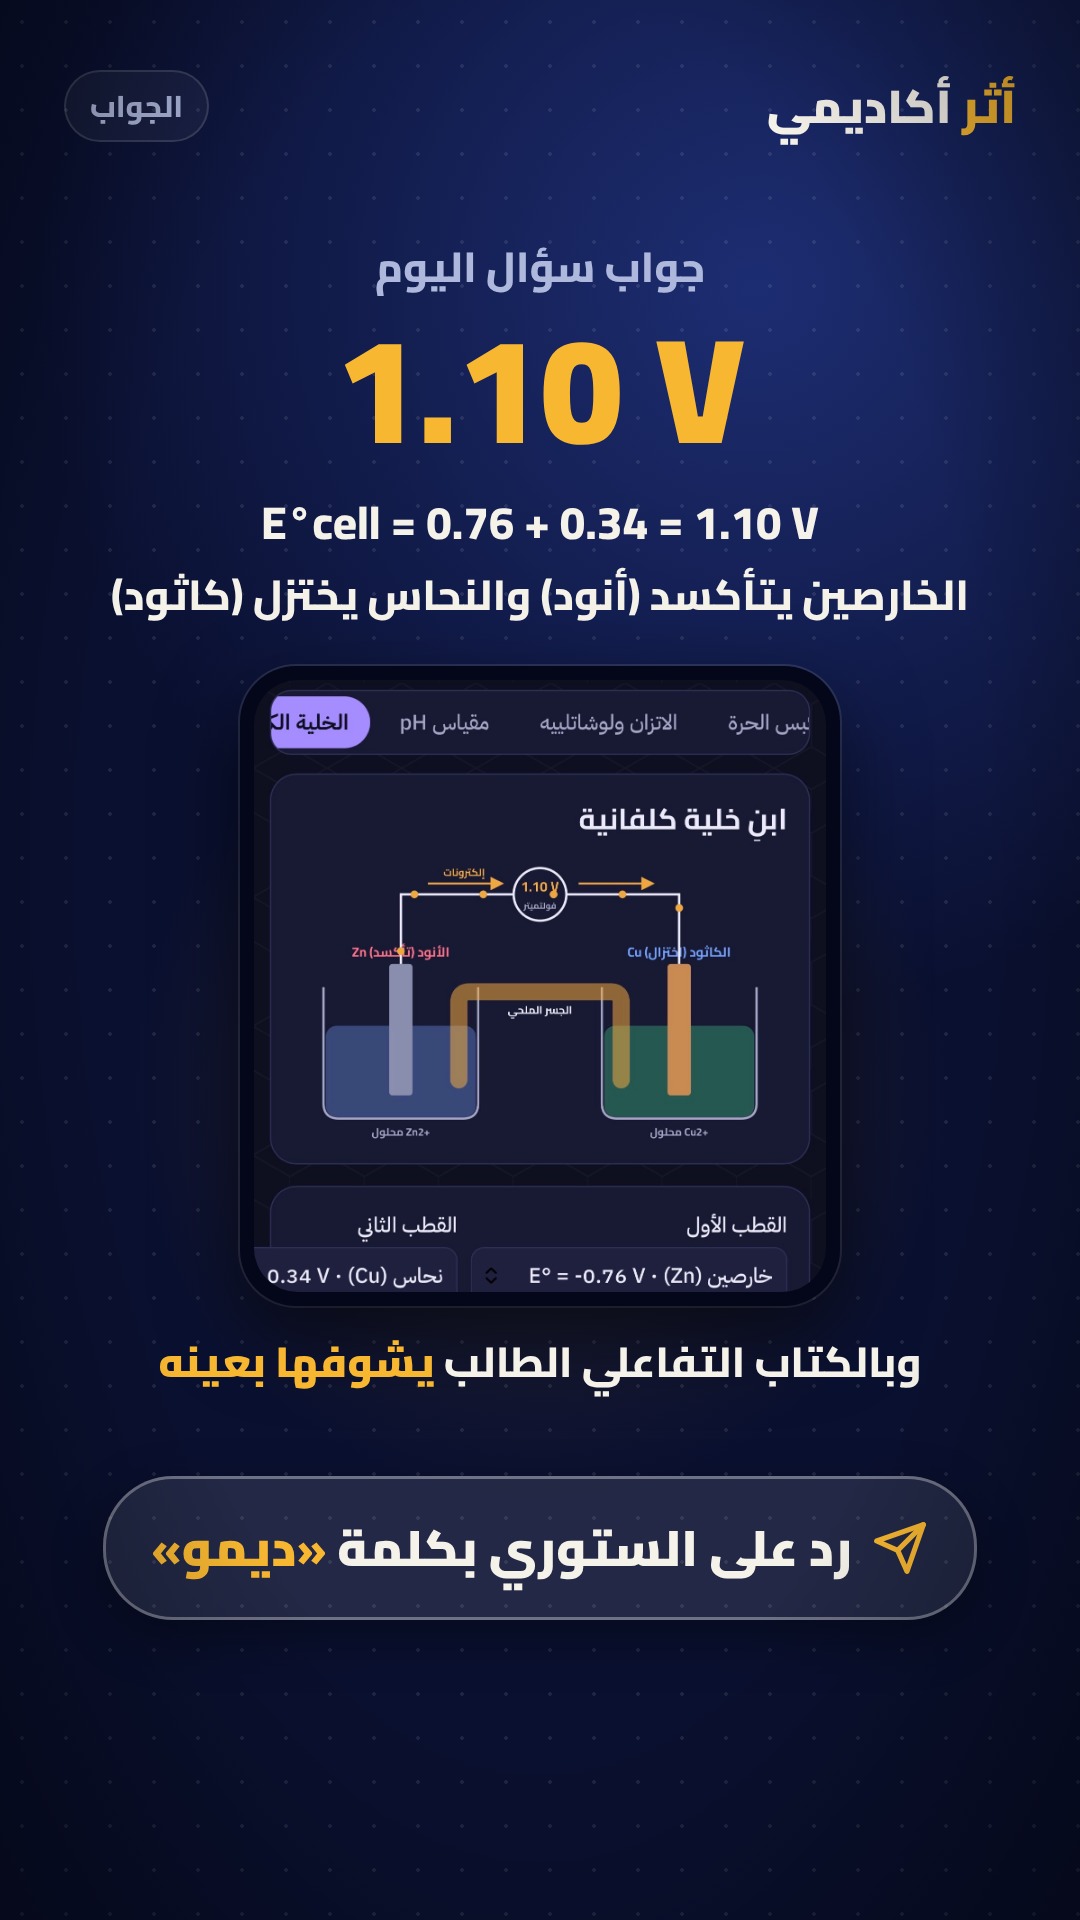 أثر أكاديمي
الجواب
جواب سؤال اليوم
1.10 V
E°cell = 0.76 + 0.34 = 1.10 V
الخارصين يتأكسد (أنود) والنحاس يختزل (كاثود)
الاتزان ولوشاتلييه
مقياس pH
الخلية
ابنِ خلية كلفانية
إلكترونات
1.10 V
فولتميتر
الكاثود (اختزال) Cu
الأنود (تأكسد) Zn
الجسر الملحي
محلول Cu2+
محلول Zn2+
القطب الأول
القطب الثاني
خارصين (Zn) · E° = -0.76 V
نحاس (Cu) · 0.34 V
وبالكتاب التفاعلي الطالب يشوفها بعينه
رد على الستوري بكلمة «ديمو»